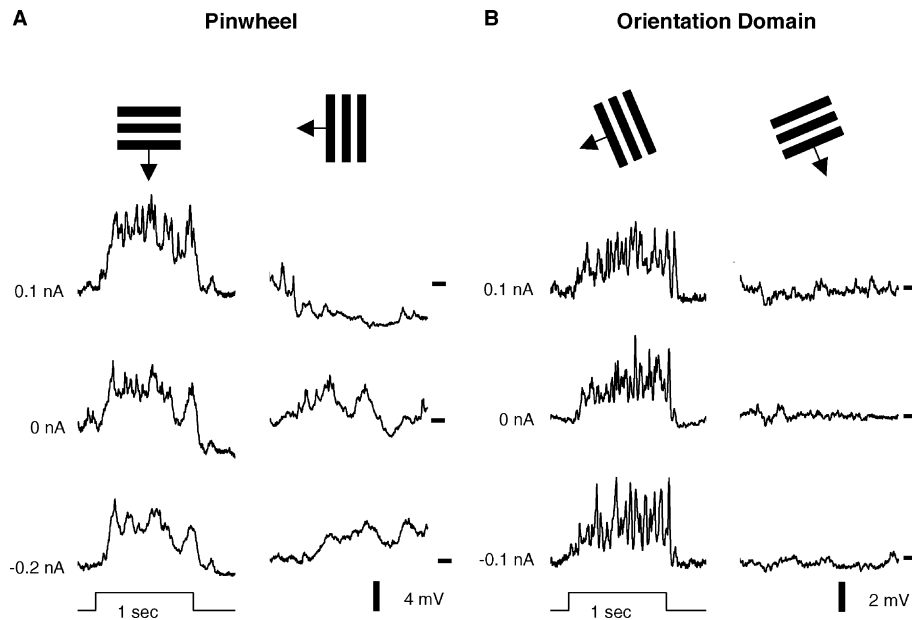 A Pinwheel
B Orientation Domain
0.1 nA
0 nA
-0.2 nA
1 sec
4 mV
0.1 nA
0 nA
-0.1 nA
1 sec
2 mV